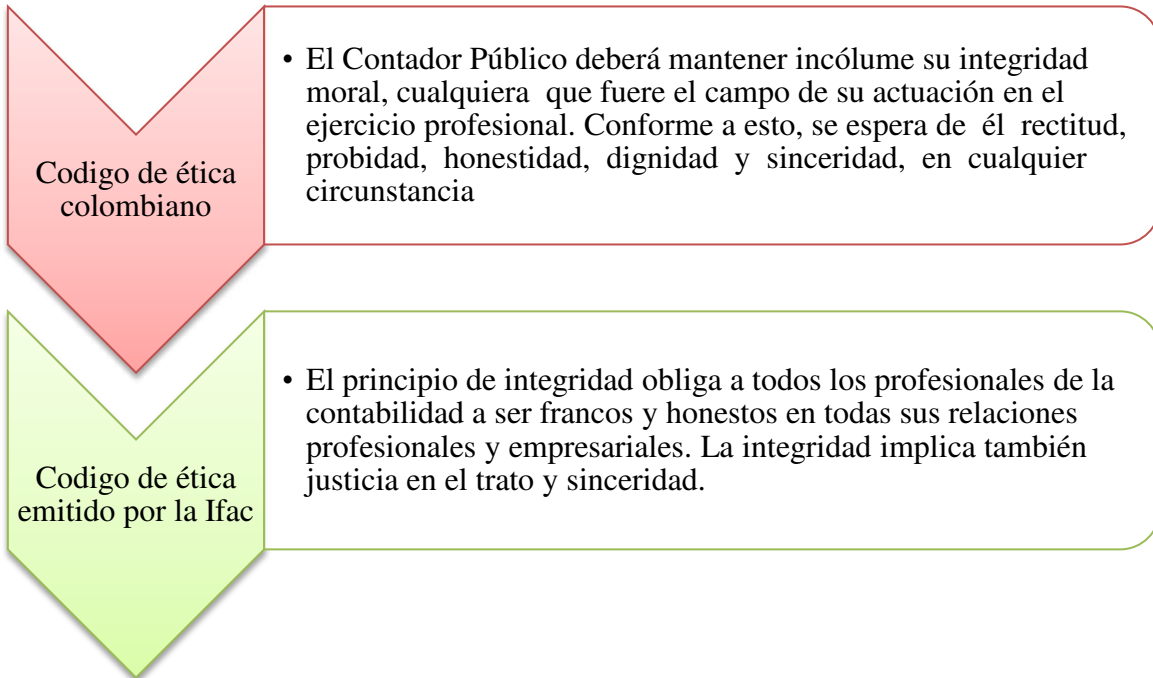 Codigo de ética
colombiano
• El Contador Público deberá mantener incólume su integridad
moral, cualquiera que fuere el campo de su actuación en el
ejercicio profesional. Conforme a esto, se espera de él rectitud,
probidad, honestidad, dignidad y sinceridad, en cualquier
circunstancia
Codigo de ética
emitido por la Ifac
• El principio de integridad obliga a todos los profesionales de la
contabilidad a ser francos y honestos en todas sus relaciones
profesionales y empresariales. La integridad implica también
justicia en el trato y sinceridad.